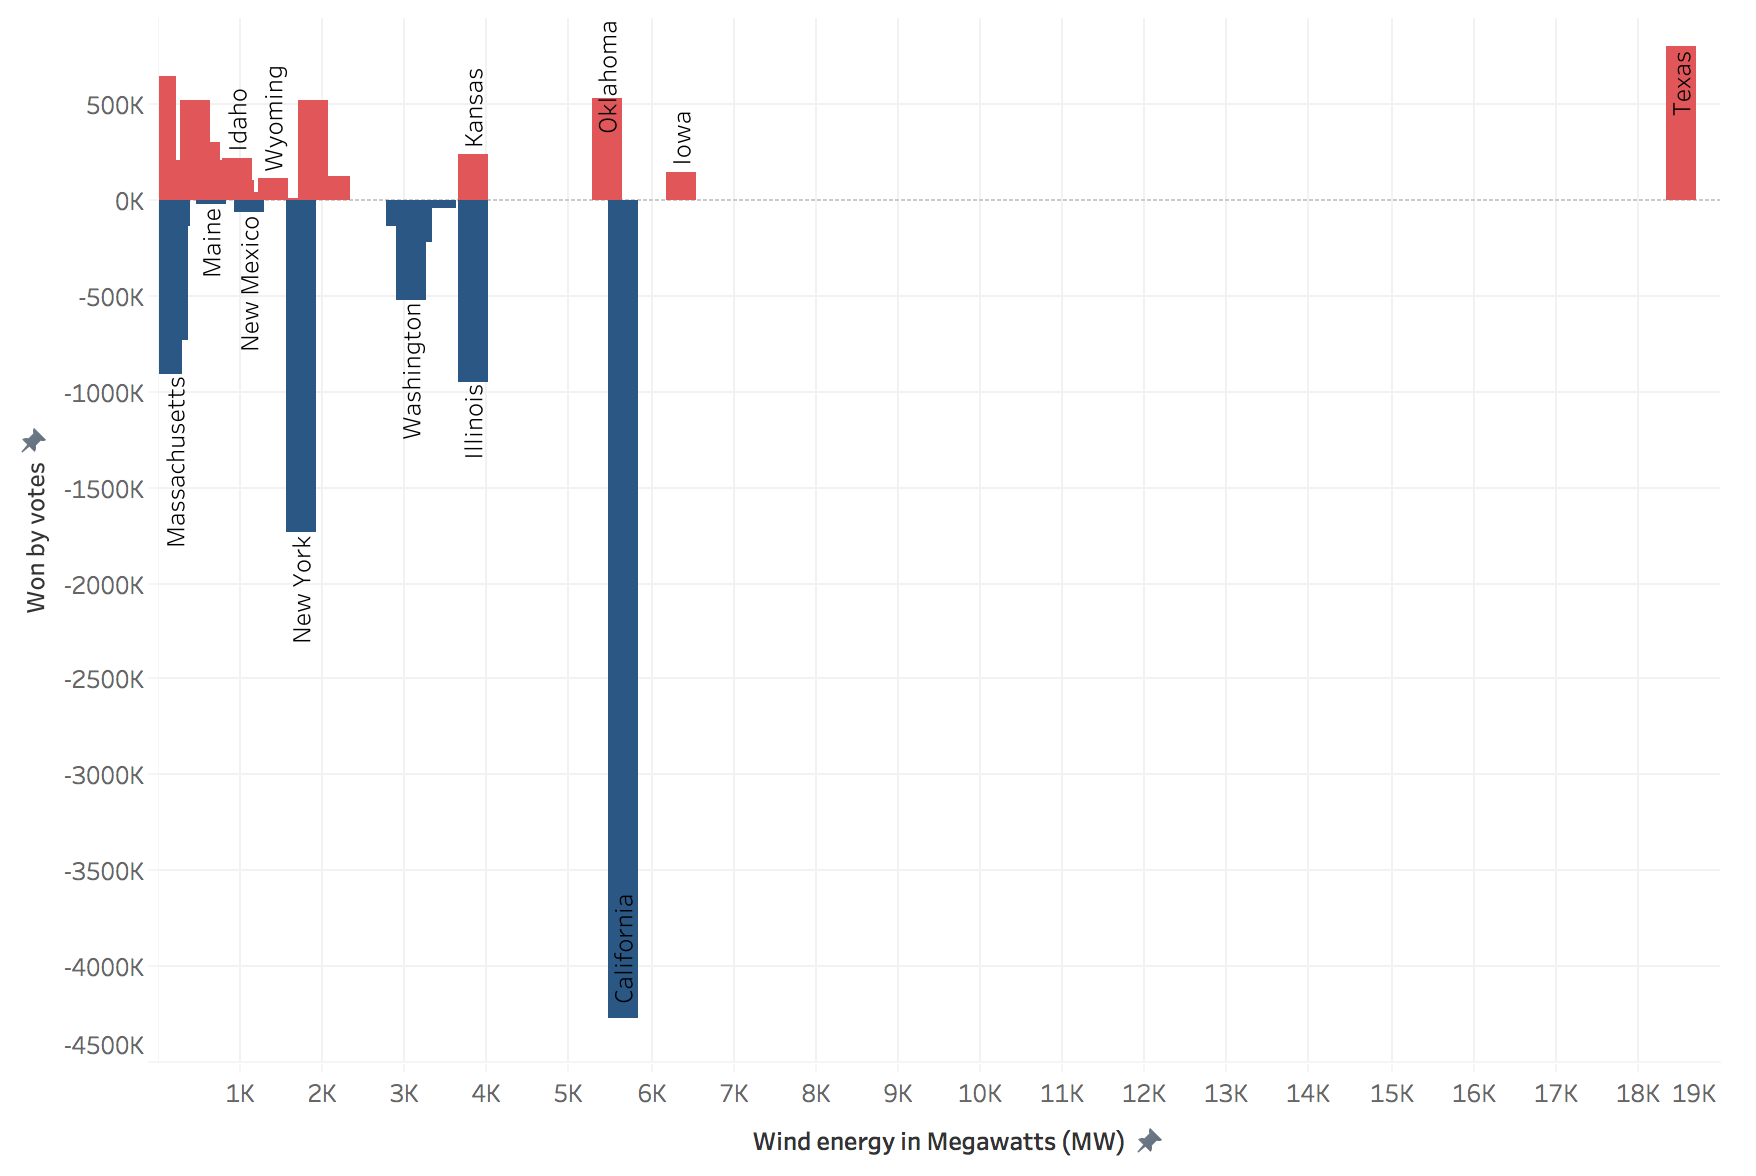 Oklahoma
Texas
Wyoming
Kansas
Idaho
Iowa
500K
0K
Maine
New Mexico
-500K
Washington
-1000K
Massachusetts
Illinois
-1500K
New York
-2000K
-2500K
-3000K
-3500K
California
-4000K
-4500K
Won by votes
1K 2K 3K 4K 5K 6K 7K 8K 9K 10K 11K 12K 13K 14K 15K 16K 17K 18K 19K
Wind energy in Megawatts (MW)